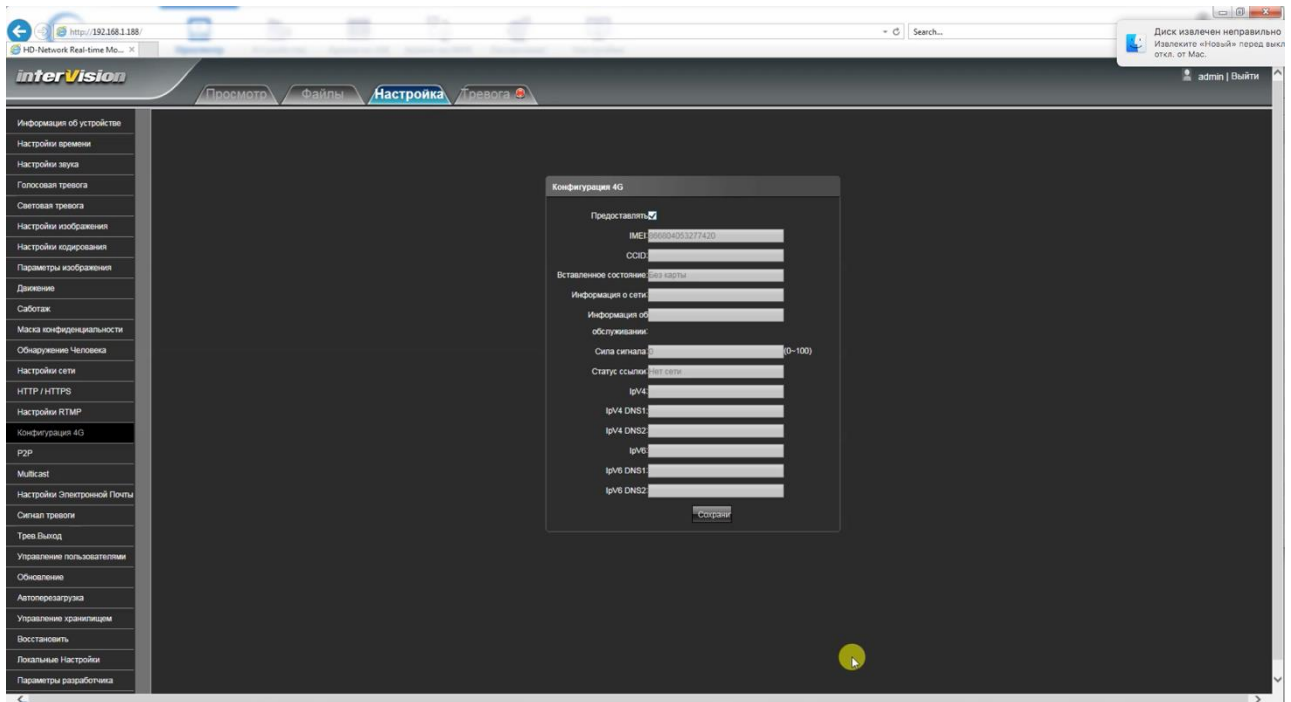 http://192.168.1.188/
Search...
HD-Network Real-time Mo...
Диск извлечен неправильно
Извлеките «Новый» перед выкл
откл. от Mac.
interVision
Просмотр
Файлы
Настройка
Тревога
admin | Выйти
Информация об устройстве
Настройки времени
Настройки звука
Голосовая тревога
Световая тревога
Настройки изображения
Настройки кодирования
Параметры изображения
Движение
Саботаж
Маска конфиденциальности
Обнаружение Человека
Настройки сети
HTTP / HTTPS
Настройки RTMP
Конфигурация 4G
P2P
Multicast
Настройки Электронной Почты
Сигнал тревоги
Трев.Выход
Управление пользователями
Обновление
Автоперезагрузка
Управление хранилищем
Восстановить
Локальные Настройки
Параметры разработчика
Конфигурация 4G
Предоставлять
IMEI: 866804053277420
CCID:
Вставленное состояние: Без карты
Информация о сети:
Информация об
обслуживании:
Сила сигнала: 0 (0~100)
Статус ссылки: Нет сети
IpV4:
IpV4 DNS1:
IpV4 DNS2:
IpV6:
IpV6 DNS1:
IpV6 DNS2:
Сохрани